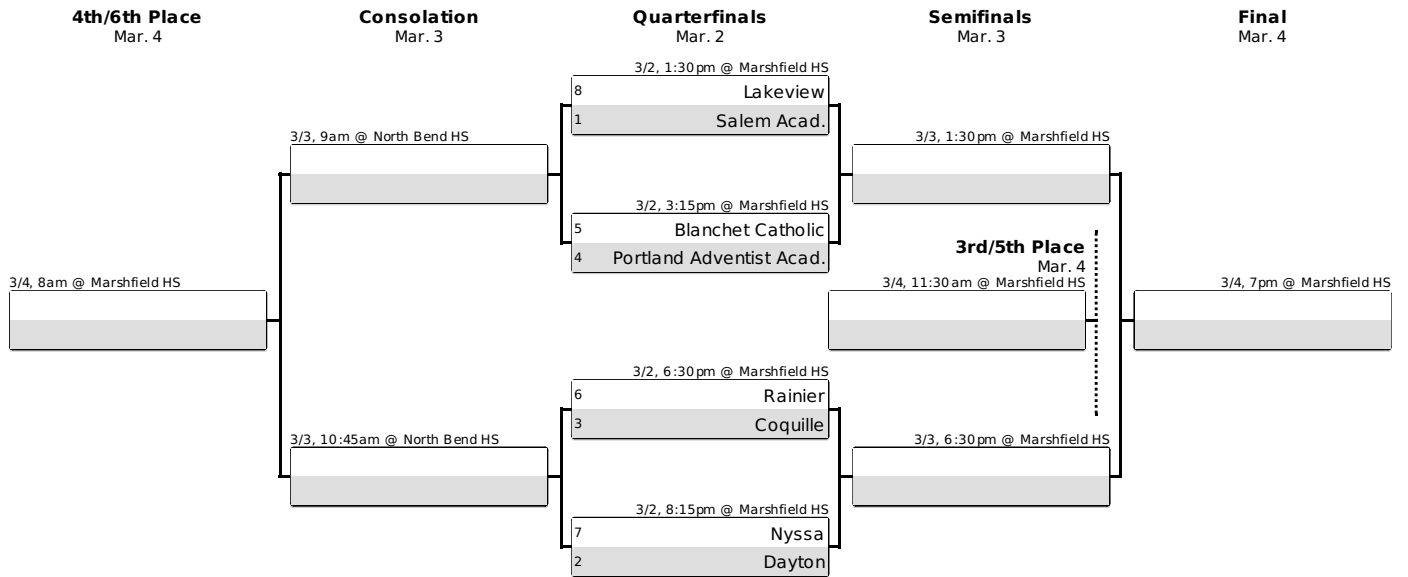 4th/6th Place
Mar. 4
Consolation
Mar. 3
Quarterfinals
Mar. 2
Semifinals
Mar. 3
Final
Mar. 4
3/2, 1:30pm @ Marshfield HS
8 Lakeview
1 Salem Acad.
3/3, 9am @ North Bend HS
3/3, 1:30pm @ Marshfield HS
3/2, 3:15pm @ Marshfield HS
5 Blanchet Catholic
4 Portland Adventist Acad.
3rd/5th Place
Mar. 4
3/4, 8am @ Marshfield HS
3/4, 11:30am @ Marshfield HS
3/4, 7pm @ Marshfield HS
3/2, 6:30pm @ Marshfield HS
6 Rainier
3 Coquille
3/3, 10:45am @ North Bend HS
3/3, 6:30pm @ Marshfield HS
3/2, 8:15pm @ Marshfield HS
7 Nyssa
2 Dayton